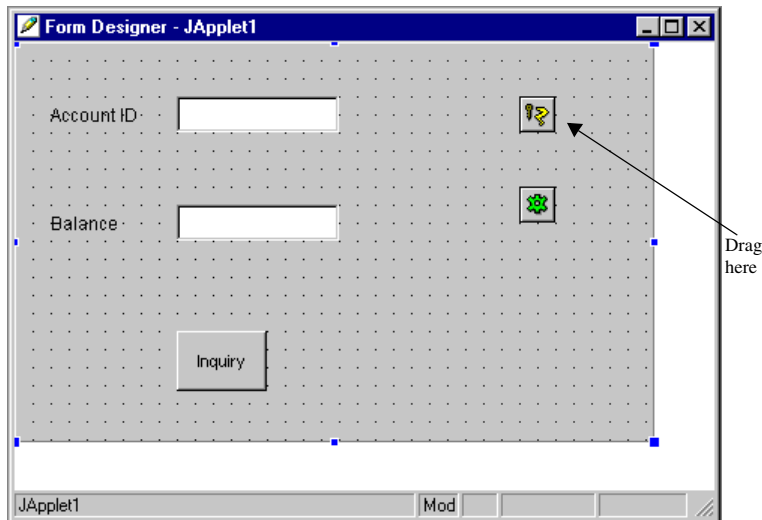 Form Designer - JApplet1
Account ID
Balance
Drag
here
Inquiry
JApplet1
Mod